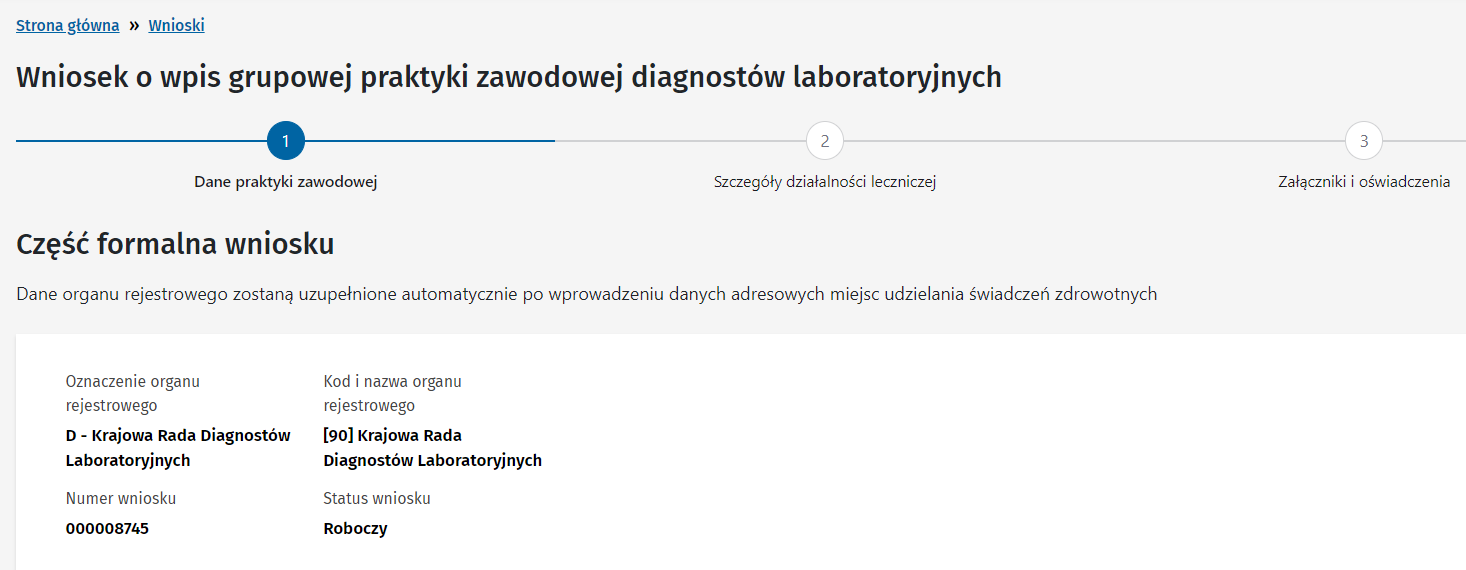 Strona główna » Wnioski
Wniosek o wpis grupowej praktyki zawodowej diagnostów laboratoryjnych
1 2 3
Dane praktyki zawodowej Szczegóły działalności leczniczej Załączniki i oświadczenia
Część formalna wniosku
Dane organu rejestrowego zostaną uzupełnione automatycznie po wprowadzeniu danych adresowych miejsc udzielania świadczeń zdrowotnych
Oznaczenie organu
rejestrowego
D - Krajowa Rada Diagnostów
Laboratoryjnych
Kod i nazwa organu
rejestrowego
[90] Krajowa Rada
Diagnostów Laboratoryjnych
Numer wniosku
000008745
Status wniosku
Roboczy